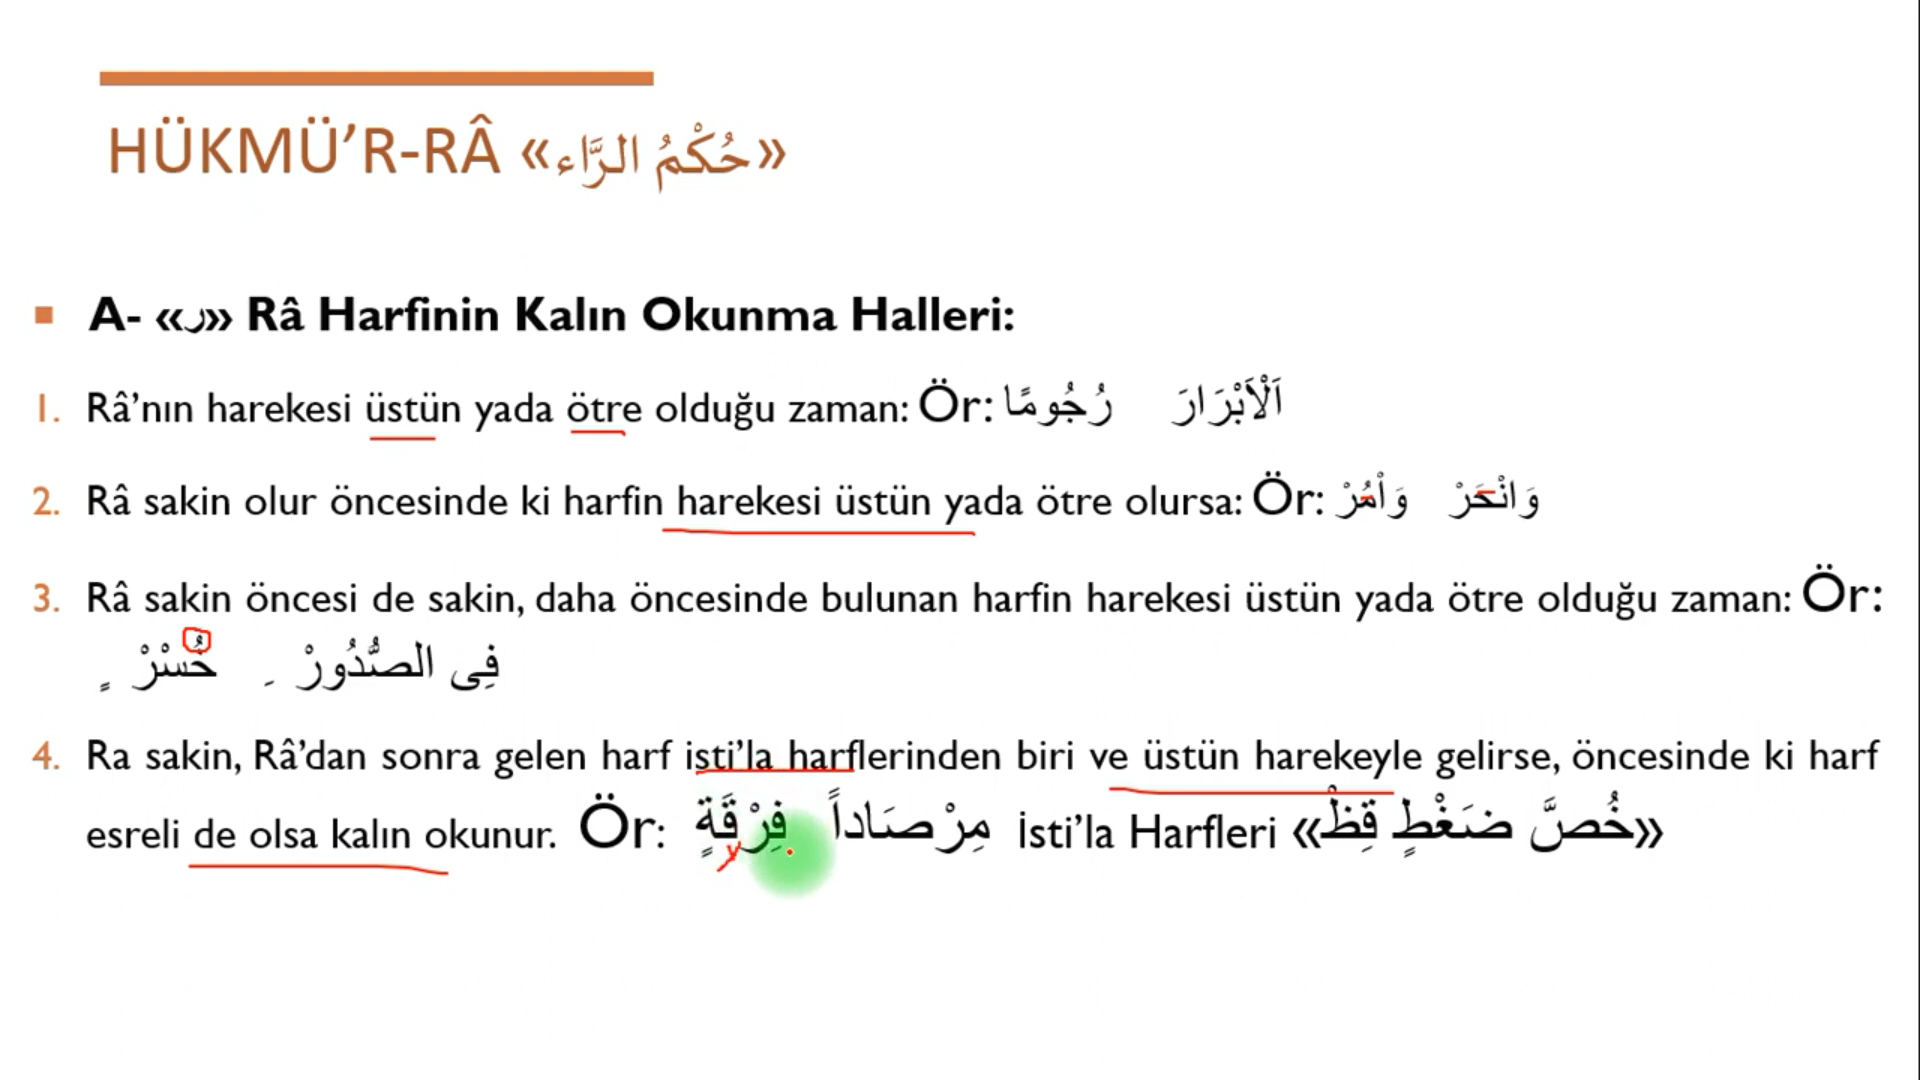 HÜKMÜ’R-RÂ «حُكْمُ الرَّاء»
A- «ر» Râ Harfinin Kalın Okunma Halleri:
1. Râ’nın harekesi üstün yada ötre olduğu zaman: Ör: رُجُومًا اَلْاَبْرَارَ
2. Râ sakin olur öncesinde ki harfin harekesi üstün yada ötre olursa: Ör: وَاْمُرْ وَانْحَرْ
3. Râ sakin öncesi de sakin, daha öncesinde bulunan harfin harekesi üstün yada ötre olduğu zaman: Ör:
فِى الصُّدُورْ ِ خُسْرْ ٍ
4. Ra sakin, Râ’dan sonra gelen harf isti’la harflerinden biri ve üstün harekeyle gelirse, öncesinde ki harf
esreli de olsa kalın okunur. Ör: فِرْقَةٍ مِرْصَاداً İsti’la Harfleri «خُصَّ ضَغْطٍ قِظْ»